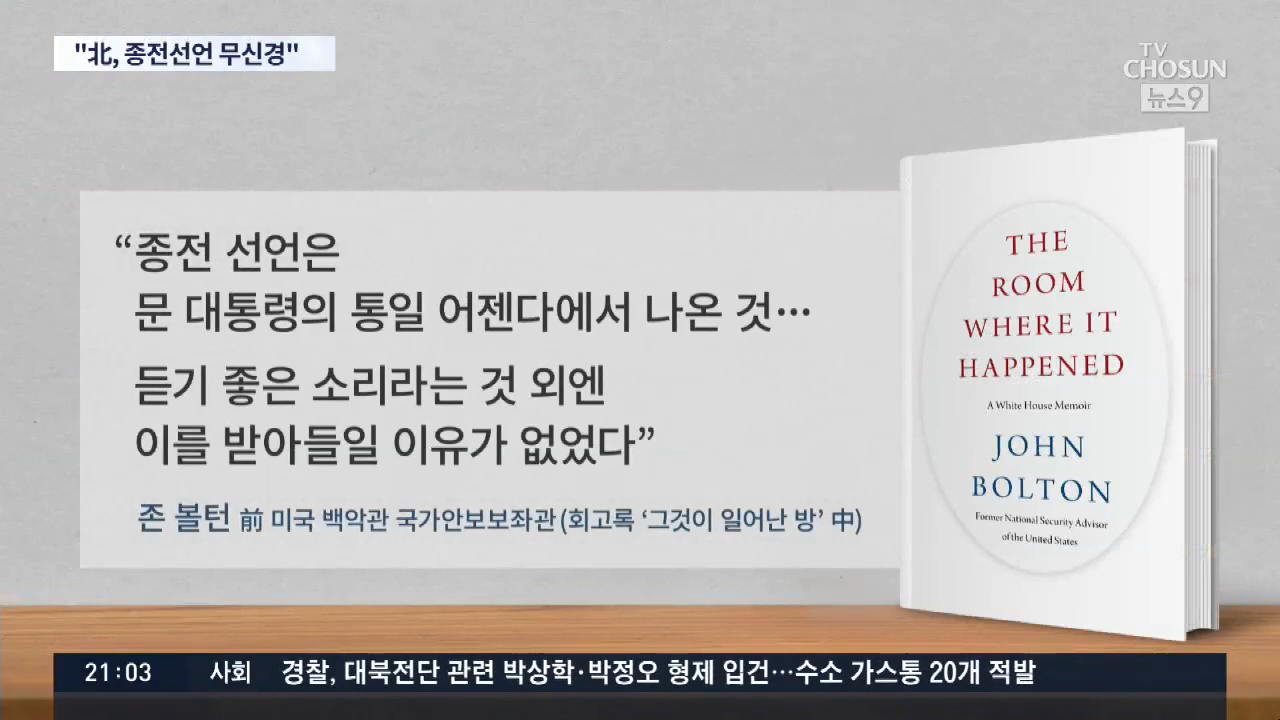 "北, 종전선언 무신경"
TV
CHOSUN
뉴스9
“종전 선언은
문 대통령의 통일 어젠다에서 나온 것…
듣기 좋은 소리라는 것 외엔
이를 받아들일 이유가 없었다”
존 볼턴 前 미국 백악관 국가안보보좌관(회고록 ‘그것이 일어난 방’ 中)
THE
ROOM
WHERE IT
HAPPENED
A White House Memoir
JOHN
BOLTON
Former National Security Advisor
of the United States
21:03 사회 경찰, 대북전단 관련 박상학·박정오 형제 입건…수소 가스통 20개 적발